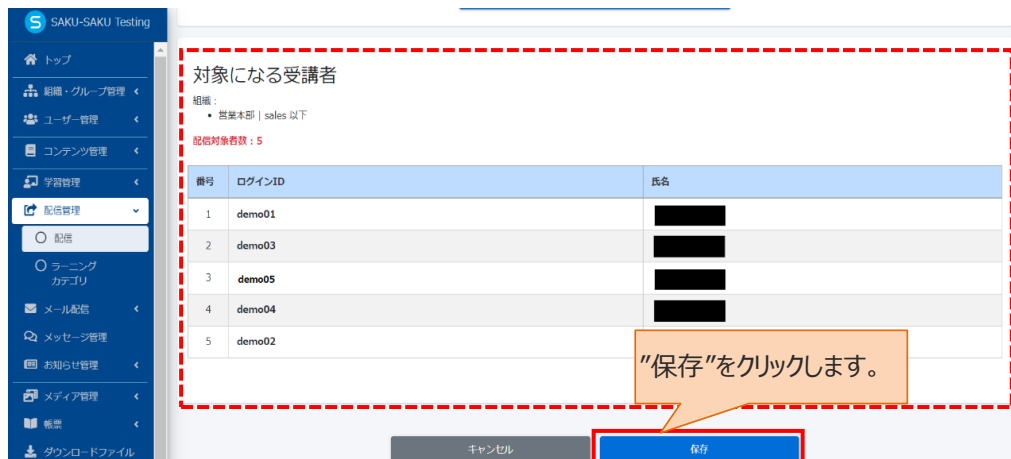 SAKU-SAKU Testing
トップ
組織・グループ管理
ユーザー管理
コンテンツ管理
学習管理
配信管理
配信
ラーニング
カテゴリ
メール配信
メッセージ管理
お知らせ管理
メディア管理
帳票
ダウンロードファイル
対象になる受講者
組織：
• 営業本部 | sales 以下
配信対象者数：5
番号 ログインID 氏名
1 demo01
2 demo03
3 demo05
4 demo04
5 demo02
”保存”をクリックします。
キャンセル 保存